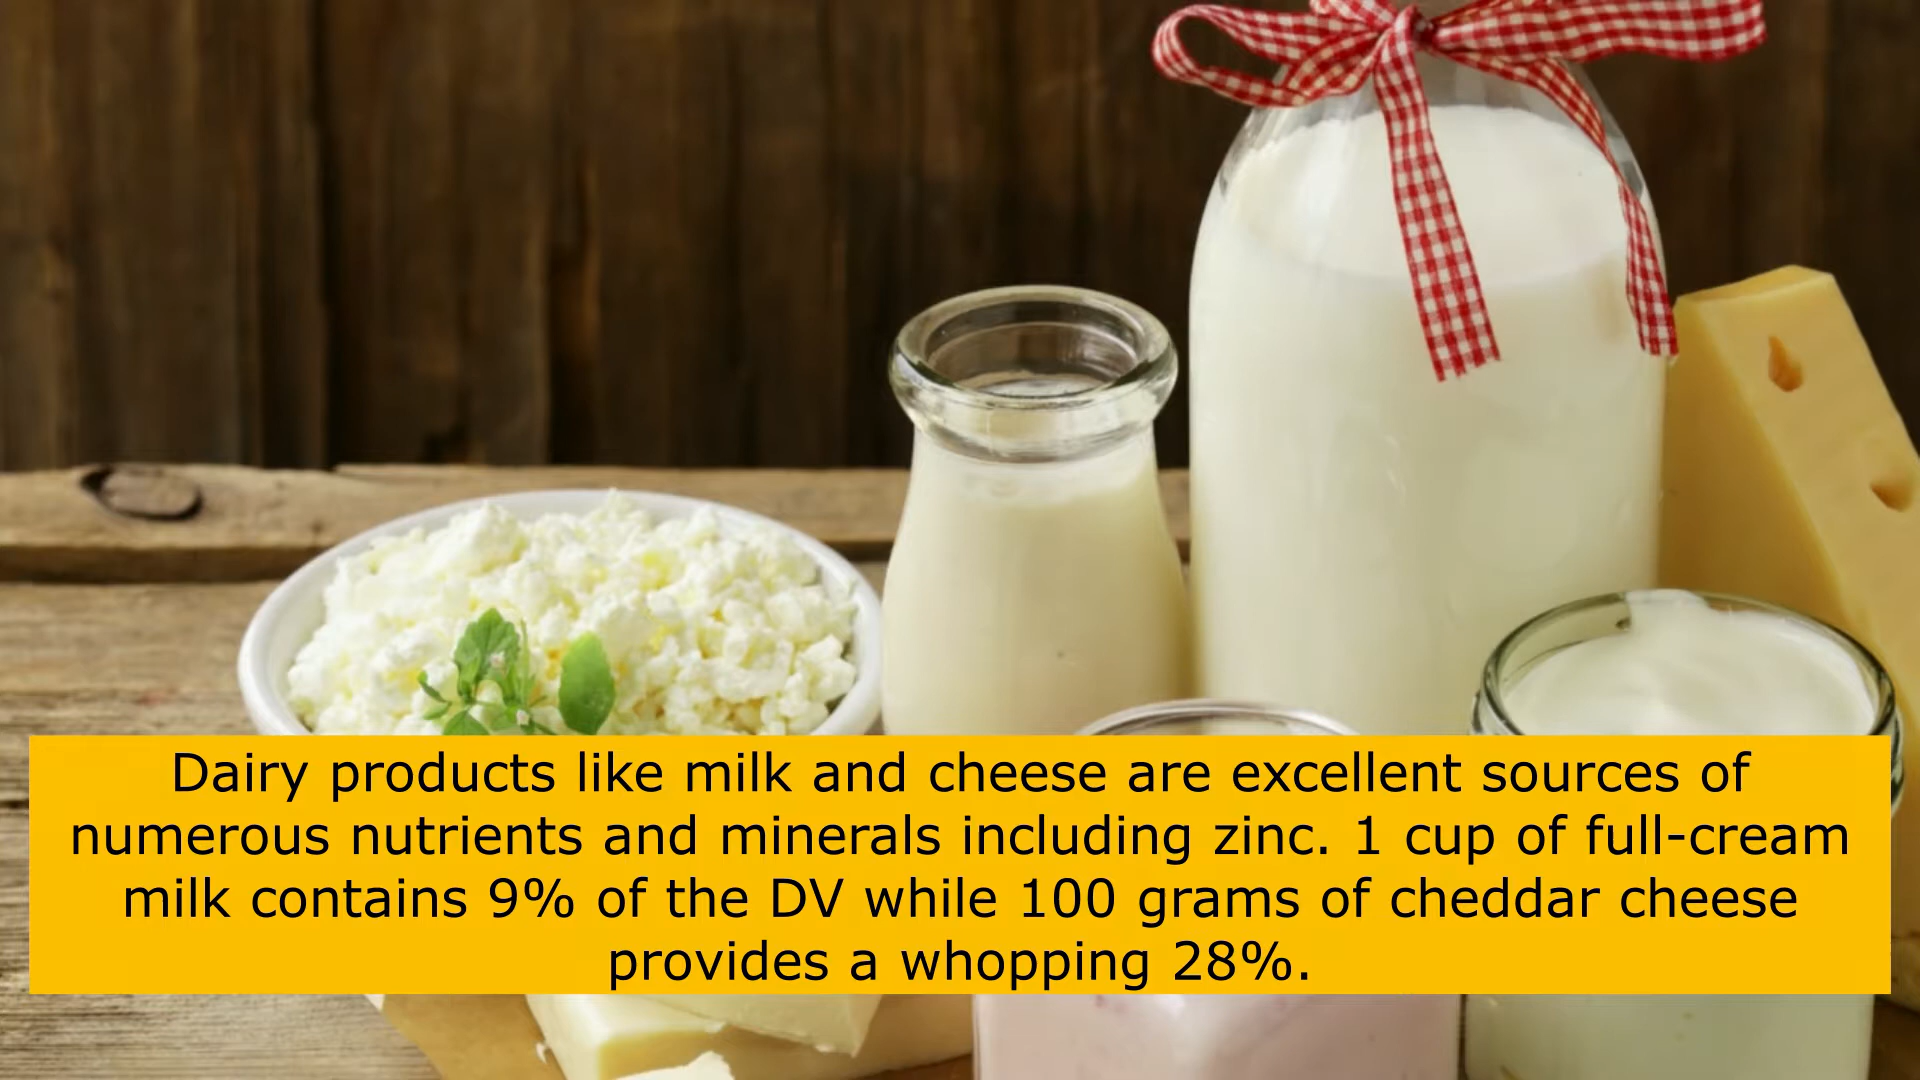 Dairy products like milk and cheese are excellent sources of
numerous nutrients and minerals including zinc. 1 cup of full-cream
milk contains 9% of the DV while 100 grams of cheddar cheese
provides a whopping 28%.